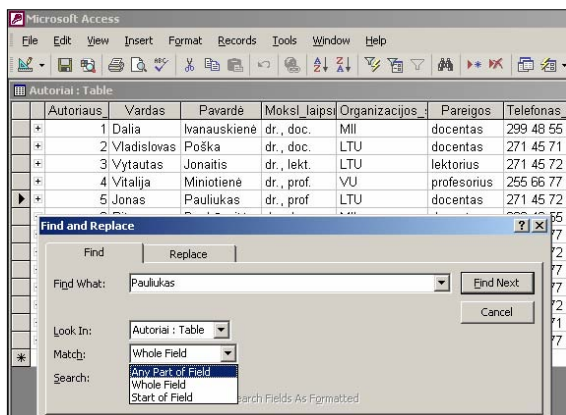 Microsoft Access
File Edit View Insert Format Records Tools Window Help
Autoriai : Table
Autoriaus_ Vardas Pavardė Moksl_laips Organizacijos_ Pareigos Telefonas_
1 Dalia Ivanauskienė dr., doc. MII docentas 299 48 55
2 Vladislovas Poška dr., doc. LTU docentas 271 45 71
3 Vytautas Jonaitis dr., lekt. LTU lektorius 271 45 72
4 Vitalija Miniotienė dr., prof. VU profesorius 255 66 77
5 Jonas Pauliukas dr., prof. LTU docentas 271 45 72
Find and Replace
Find Replace
Find What: Pauliukas Find Next
Cancel
Look In: Autoriai : Table
Match: Whole Field
Any Part of Field
Search: Whole Field
Start of Field
Fields As Formatted